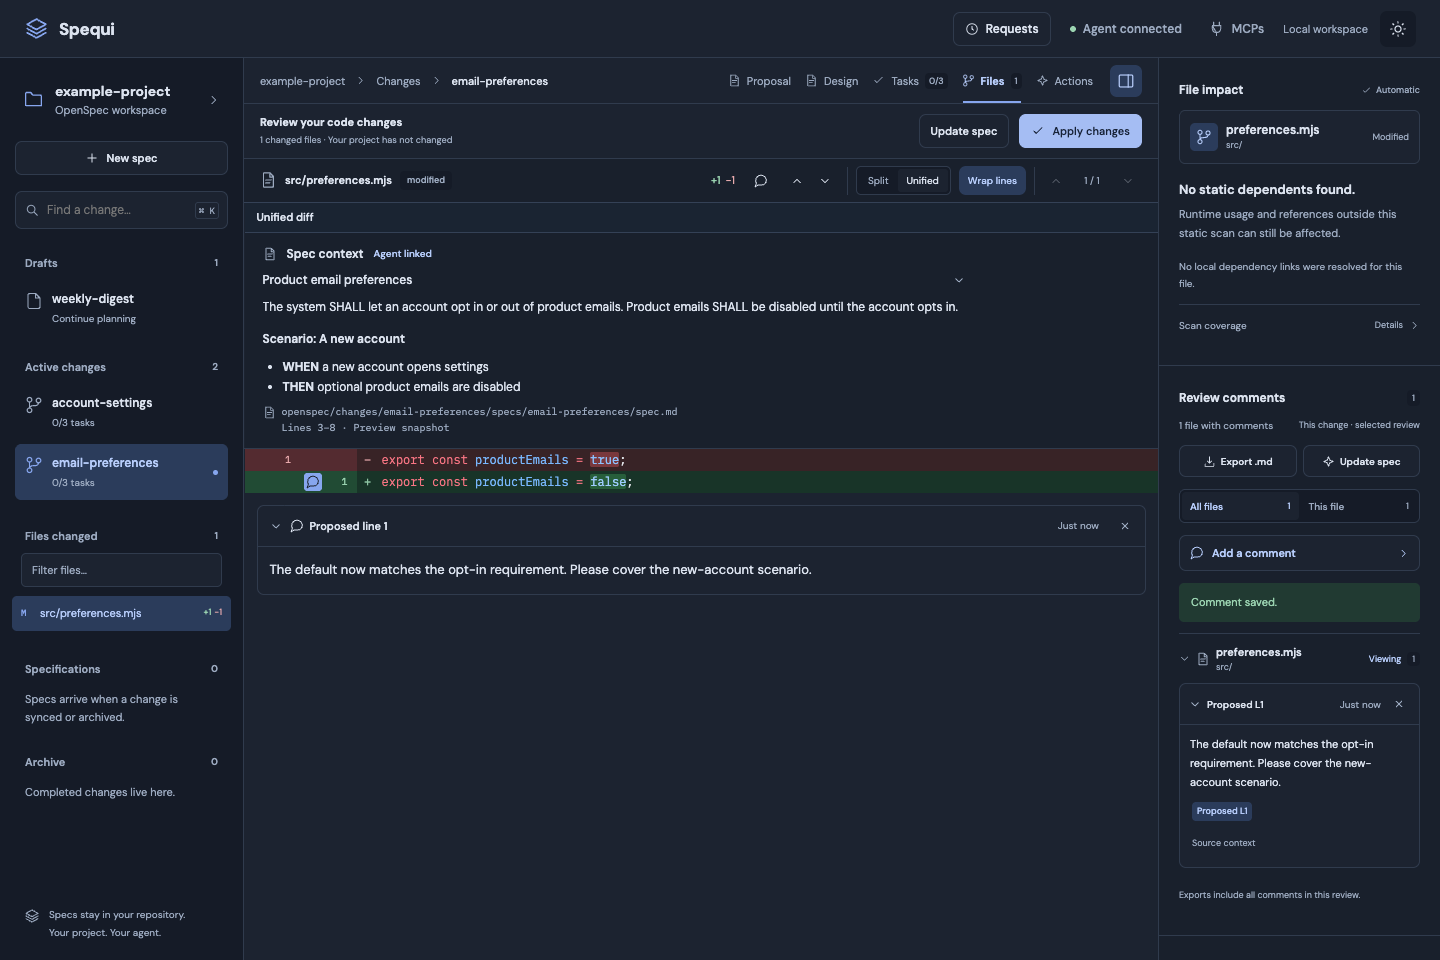 Spequi
Requests
Agent connected
MCPs
Local workspace
example-project
OpenSpec workspace
New spec
Find a change...
⌘ K
Drafts 1
weekly-digest
Continue planning
Active changes 2
account-settings
0/3 tasks
email-preferences
0/3 tasks
Files changed 1
Filter files...
M src/preferences.mjs +1 −1
Specifications 0
Specs arrive when a change is
synced or archived.
Archive 0
Completed changes live here.
Specs stay in your repository.
Your project. Your agent.
example-project > Changes > email-preferences
Proposal
Design
Tasks 0/3
Files 1
Actions
Review your code changes
1 changed files · Your project has not changed
Update spec
Apply changes
src/preferences.mjs modified
+1 −1
Split Unified
Wrap lines
1 / 1
Unified diff
Spec context Agent linked
Product email preferences
The system SHALL let an account opt in or out of product emails. Product emails SHALL be disabled until the account opts in.
Scenario: A new account
• WHEN a new account opens settings
• THEN optional product emails are disabled
openspec/changes/email-preferences/specs/email-preferences/spec.md
Lines 3–8 · Preview snapshot
1 − export const productEmails = true;
1 + export const productEmails = false;
Proposed line 1
Just now
The default now matches the opt-in requirement. Please cover the new-account scenario.
File impact
Automatic
preferences.mjs
src/
Modified
No static dependents found.
Runtime usage and references outside this
static scan can still be affected.
No local dependency links were resolved for this
file.
Scan coverage
Details
Review comments 1
1 file with comments
This change · selected review
Export .md
Update spec
All files 1
This file 1
Add a comment
Comment saved.
preferences.mjs
src/
Viewing 1
Proposed L1
Just now
The default now matches the opt-in
requirement. Please cover the new-
account scenario.
Proposed L1
Source context
Exports include all comments in this review.